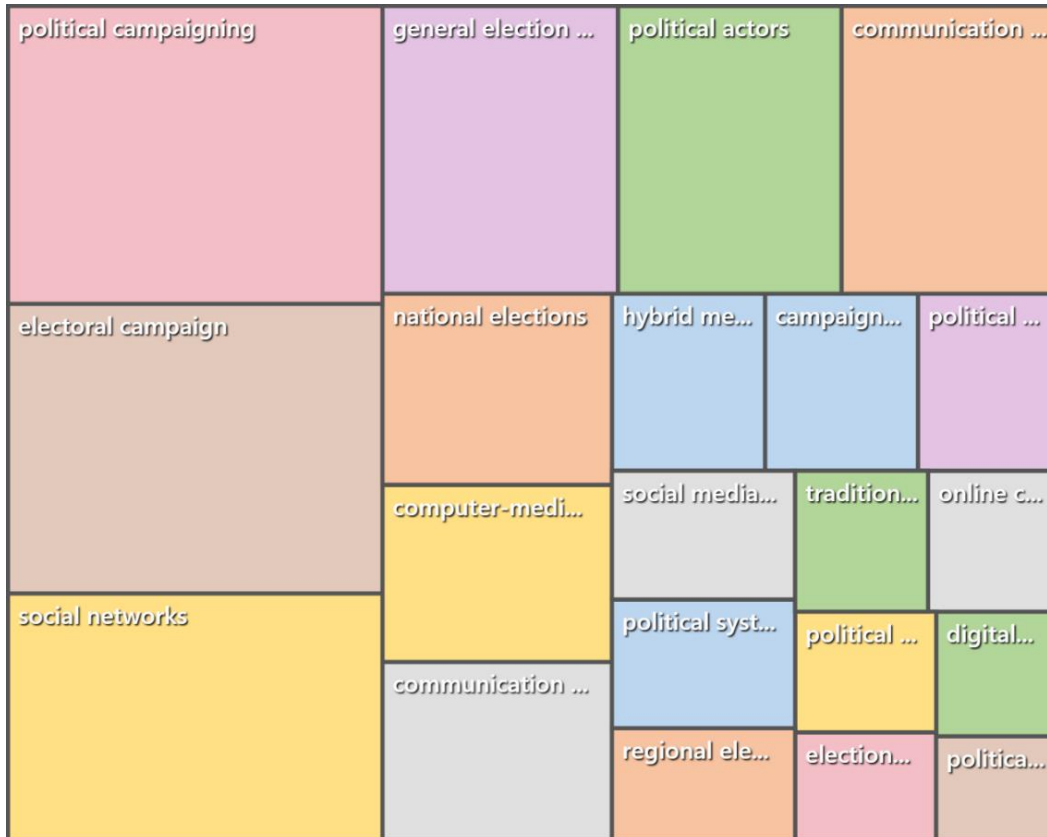 political campaigning
general election ...
political actors
communication ...
electoral campaign
national elections
hybrid me...
campaign...
political ...
social media...
tradition...
online c...
computer-medi...
social networks
political syst...
political ...
digital...
communication ...
regional ele...
election...
politica...